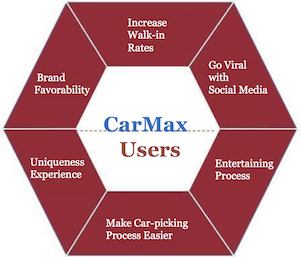 Increase
Walk-in
Rates
Brand
Favorability
Go Viral
with
Social Media
CarMax
Users
Uniqueness
Experience
Entertaining
Process
Make Car-picking
Process Easier